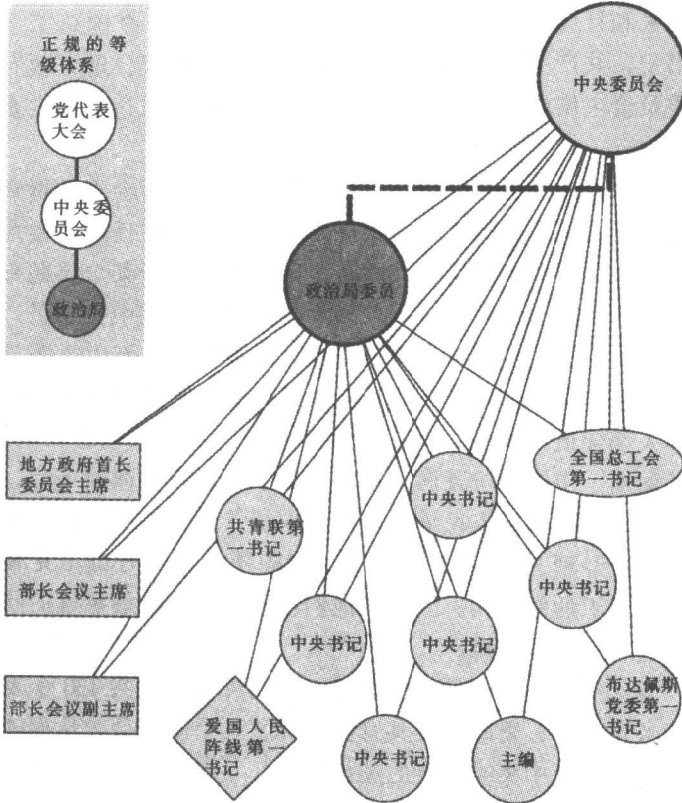 正规的等
级体系
党代表
大会
中央委
员会
政治局
中央委员会
政治局委员
地方政府首长
委员会主席
全国总工会
第一书记
中央书记
共青联第
一书记
部长会议主席
中央书记
中央书记
中央书记
部长会议副主席
布达佩斯
党委第一
书记
爱国人民
阵线第一
书记
中央书记
主编